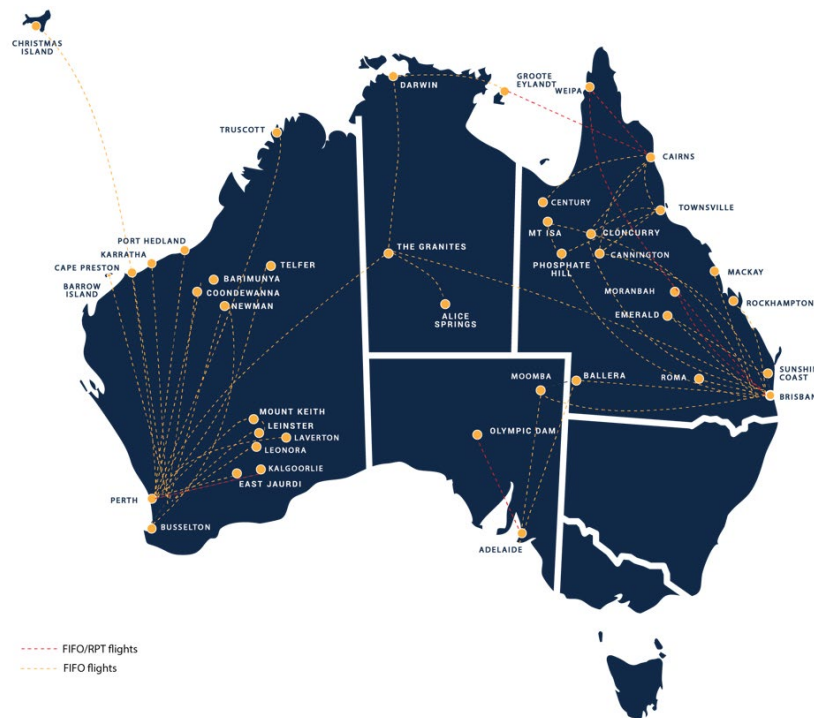 CHRISTMAS
ISLAND
DARWIN
GROOTE
EYLANDT
WEIPA
TRUSCOTT
CAIRNS
CENTURY
TOWNSVILLE
MT ISA
CLONCURRY
PORT HEDLAND
KARRATHA
CAPE PRESTON
BARROW
ISLAND
TELFER
BARIMUNYA
COONDEWANNA
NEWMAN
THE GRANITES
PHOSPHATE
HILL
CANNINGTON
MACKAY
MORANBAH
ROCKHAMPTON
EMERALD
ALICE
SPRINGS
SUNSHI
COAST
MOOMBA
BALLERA
ROMA
BRISBAN
MOUNT KEITH
LEINSTER
LAVERTON
LEONORA
OLYMPIC DAM
KALGOORLIE
EAST JAURDI
PERTH
BUSSELTON
ADELAIDE
FIFO/RPT flights
FIFO flights